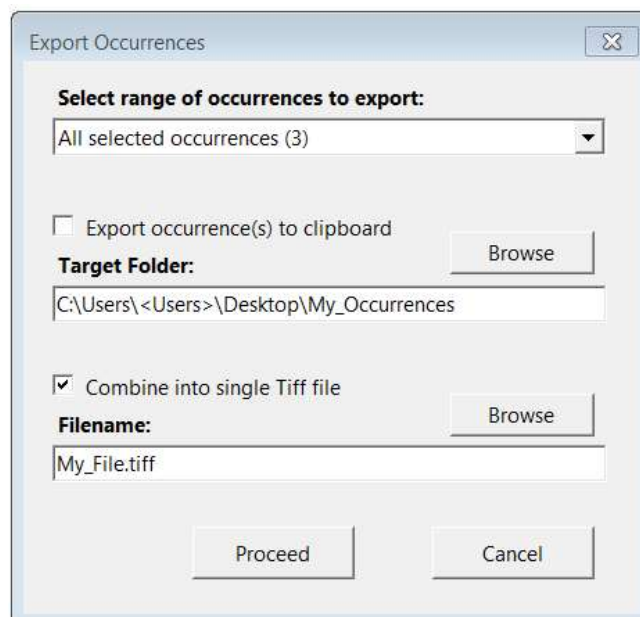 Export Occurrences
Select range of occurrences to export:
All selected occurrences (3)
Export occurrence(s) to clipboard
Browse
Target Folder:
C:\Users\<Users>\Desktop\My_Occurrences
Combine into single Tiff file
Browse
Filename:
My_File.tiff
Proceed
Cancel